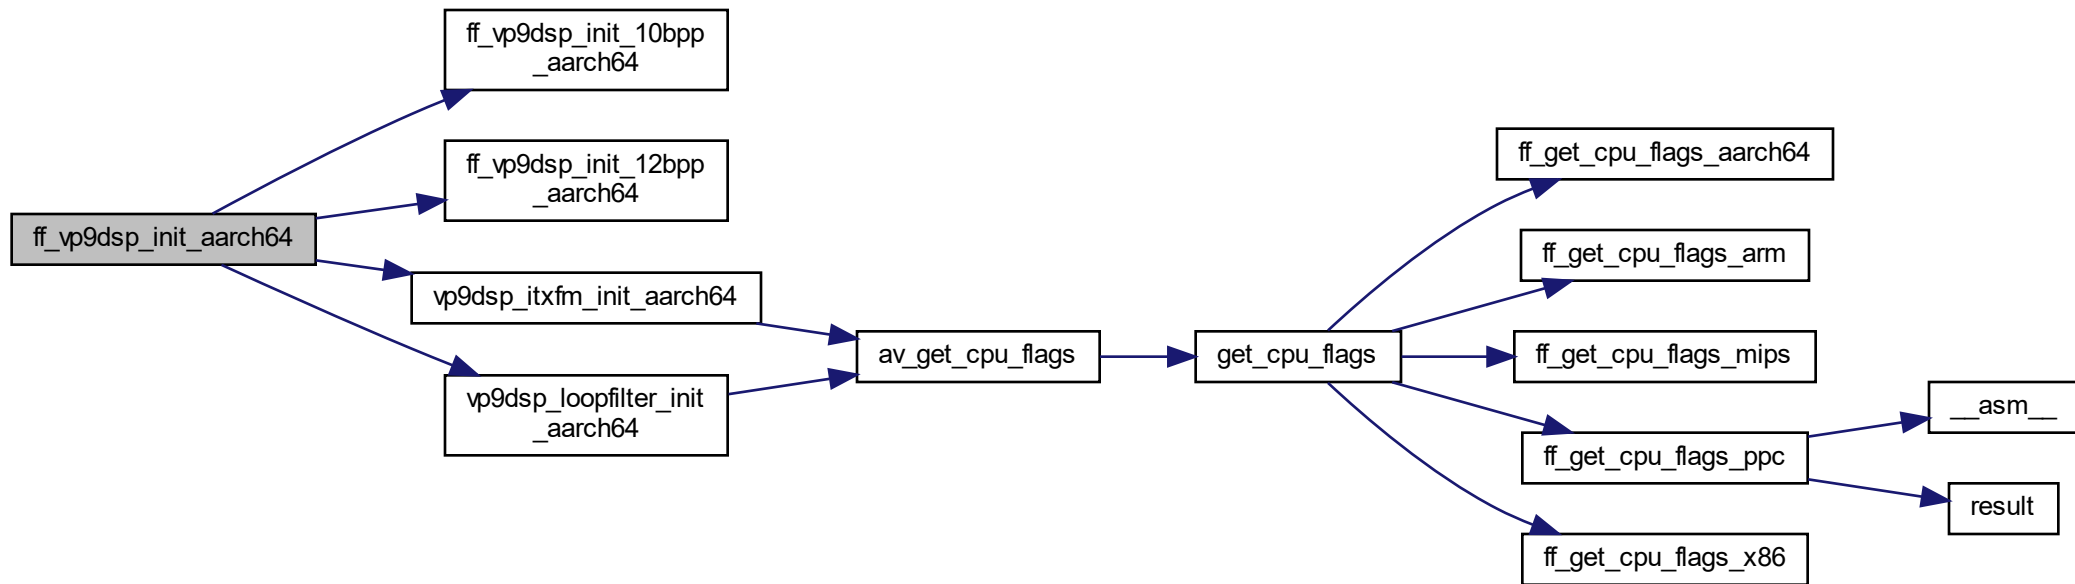 ff_vp9dsp_init_aarch64
ff_vp9dsp_init_10bpp
_aarch64
ff_vp9dsp_init_12bpp
_aarch64
vp9dsp_itxfm_init_aarch64
vp9dsp_loopfilter_init
_aarch64
av_get_cpu_flags
get_cpu_flags
ff_get_cpu_flags_aarch64
ff_get_cpu_flags_arm
ff_get_cpu_flags_mips
ff_get_cpu_flags_ppc
ff_get_cpu_flags_x86
__asm__
result